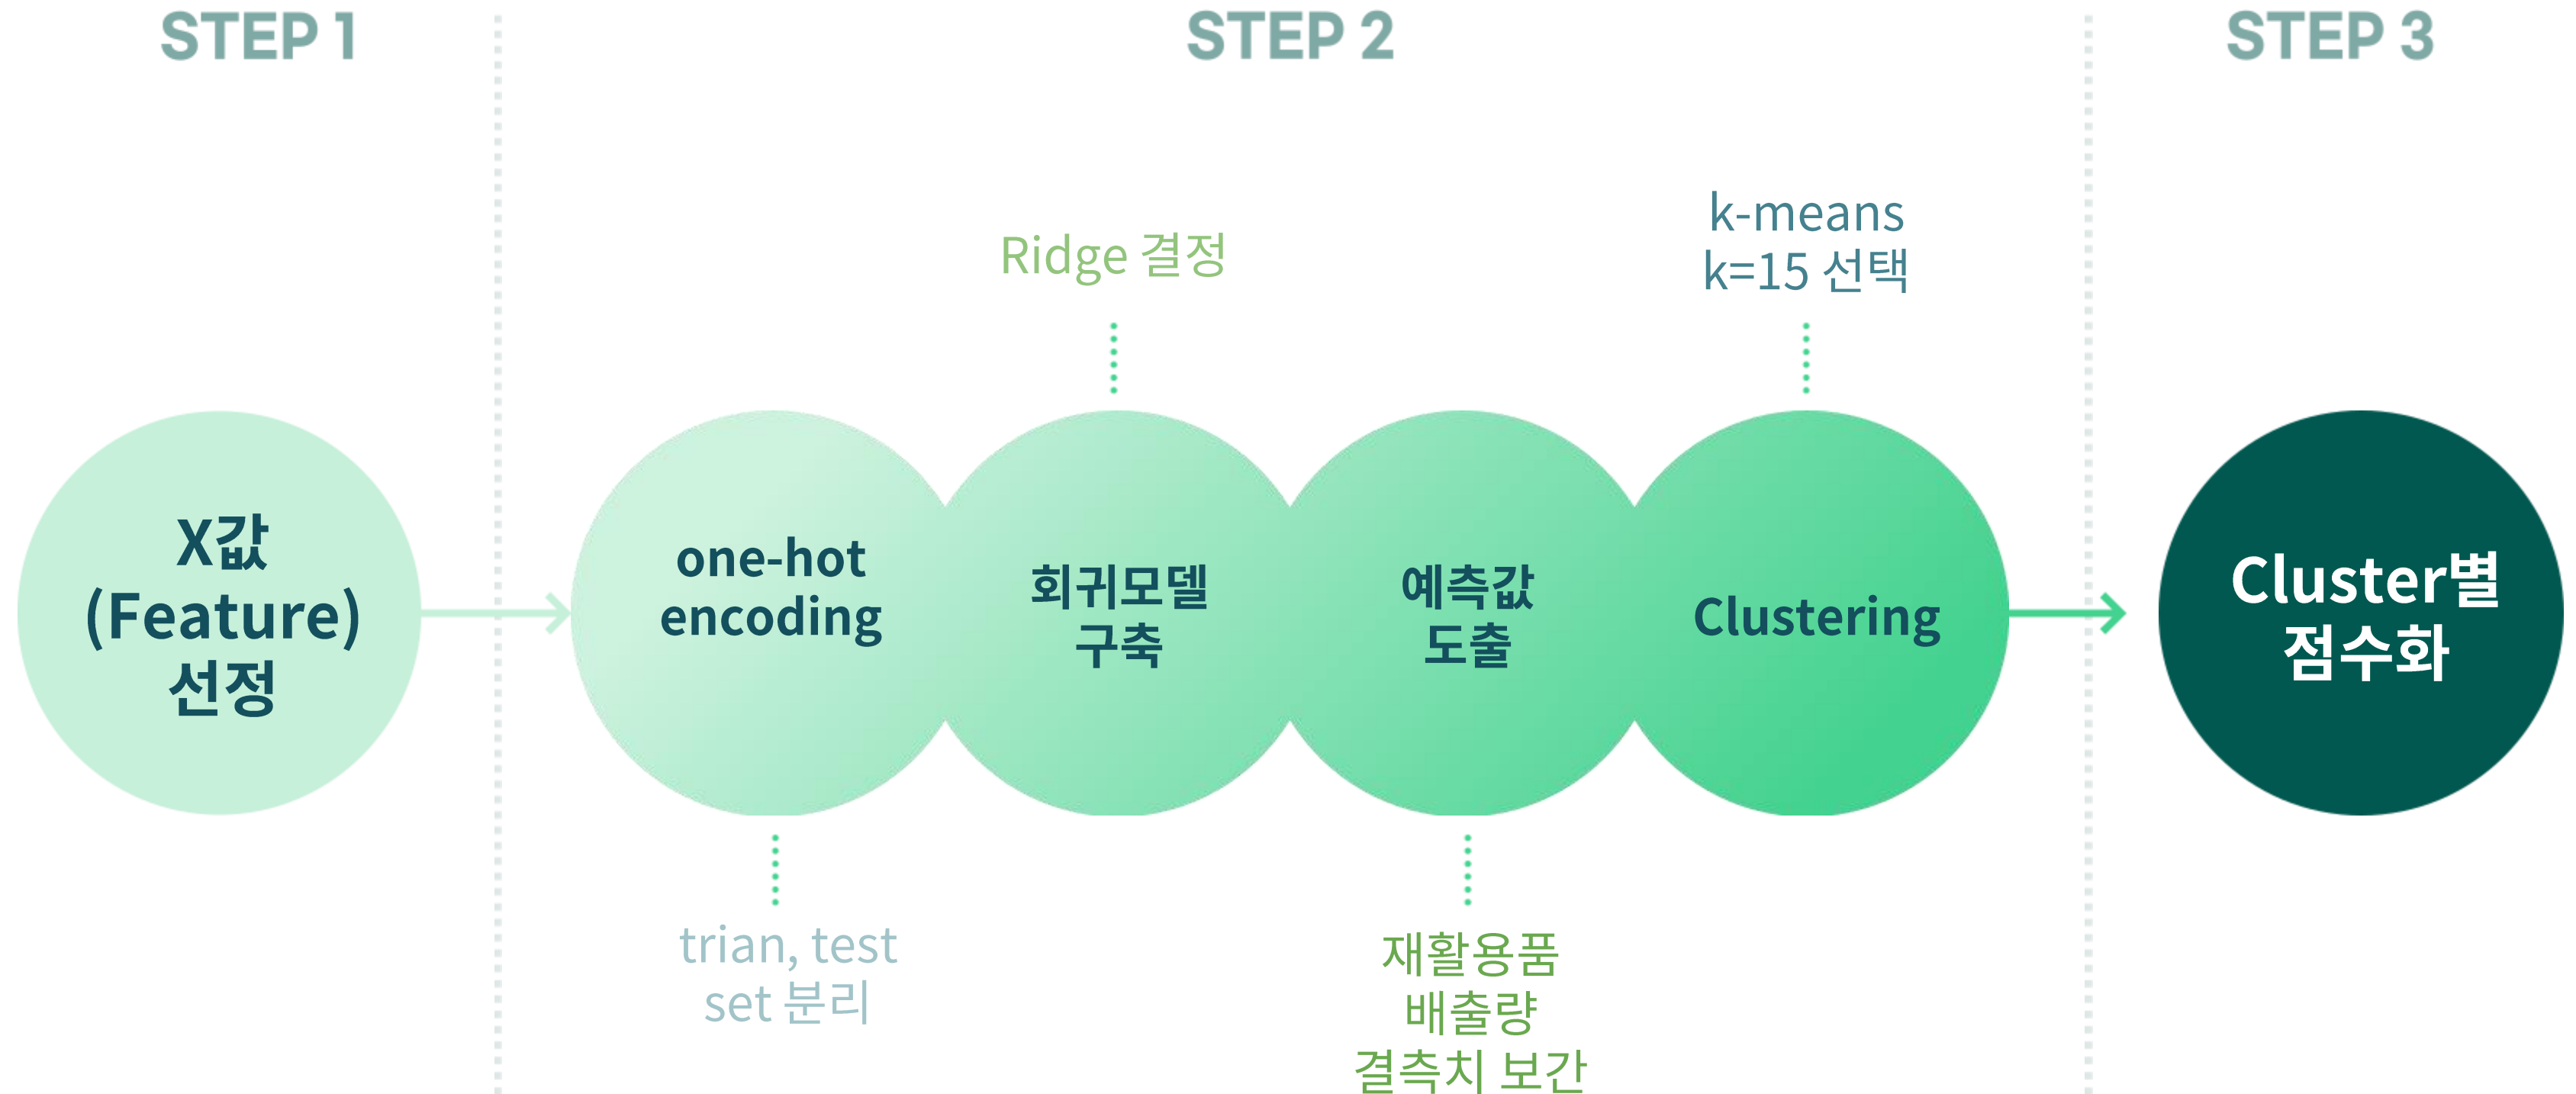 STEP 1
STEP 2
STEP 3
X값
(Feature)
선정
one-hot
encoding
trian, test
set 분리
Ridge 결정
회귀모델
구축
예측값
도출
재활용품
배출량
결측치 보간
k-means
k=15 선택
Clustering
Cluster별
점수화